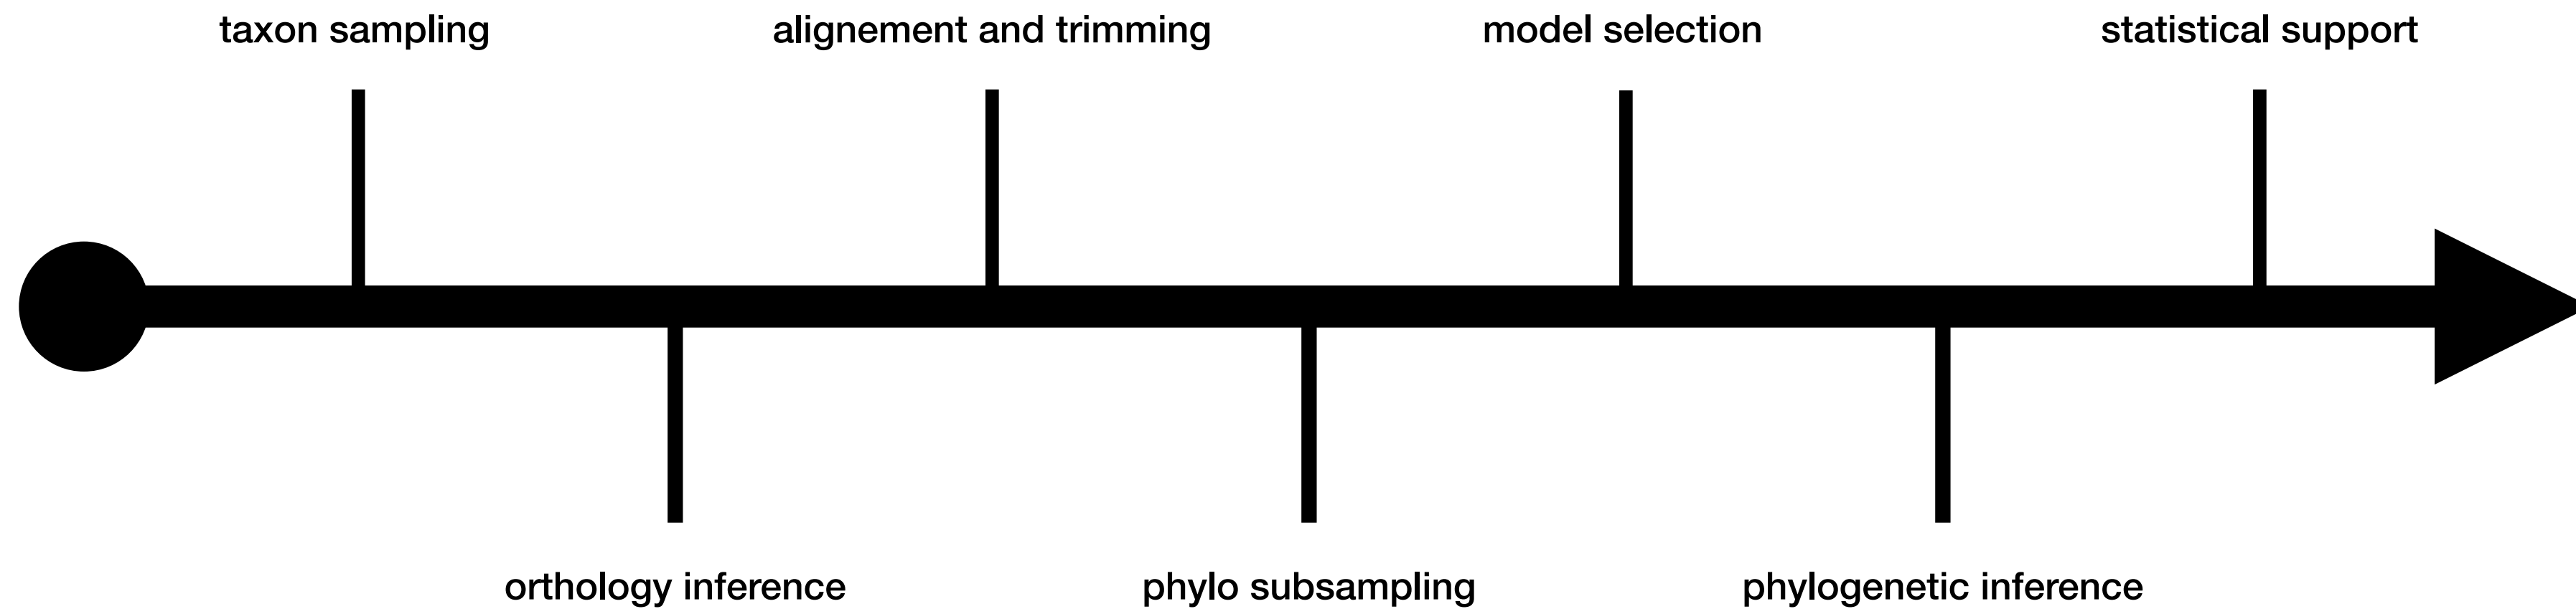 taxon sampling
alignement and trimming
model selection
statistical support
orthology inference
phylo subsampling
phylogenetic inference